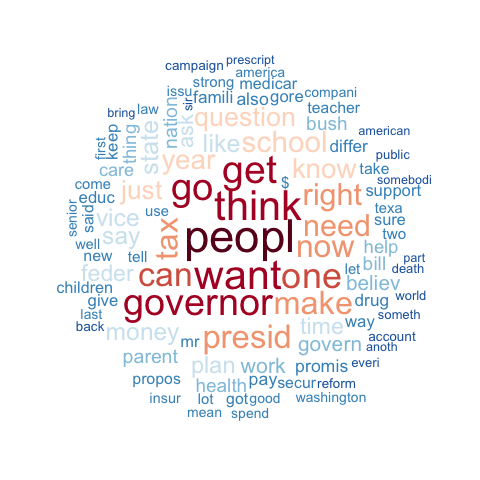 campaign prescript
america
issu strong medicar
sir famili also gore compani
bring law nation ask question teacher
first keep thing state like bush differ american
care year school public
come educ just go get know take somebodi
senior said vice think $ right support texa
well say use tax peopl need now sure two
new tell feder can want one let help bill part death
children give governor make believ drug world
last back money mr presid time way someth
parent plan work govern account anoth
propos health pay secur promis reform everi
insur lot got good washington
mean spend